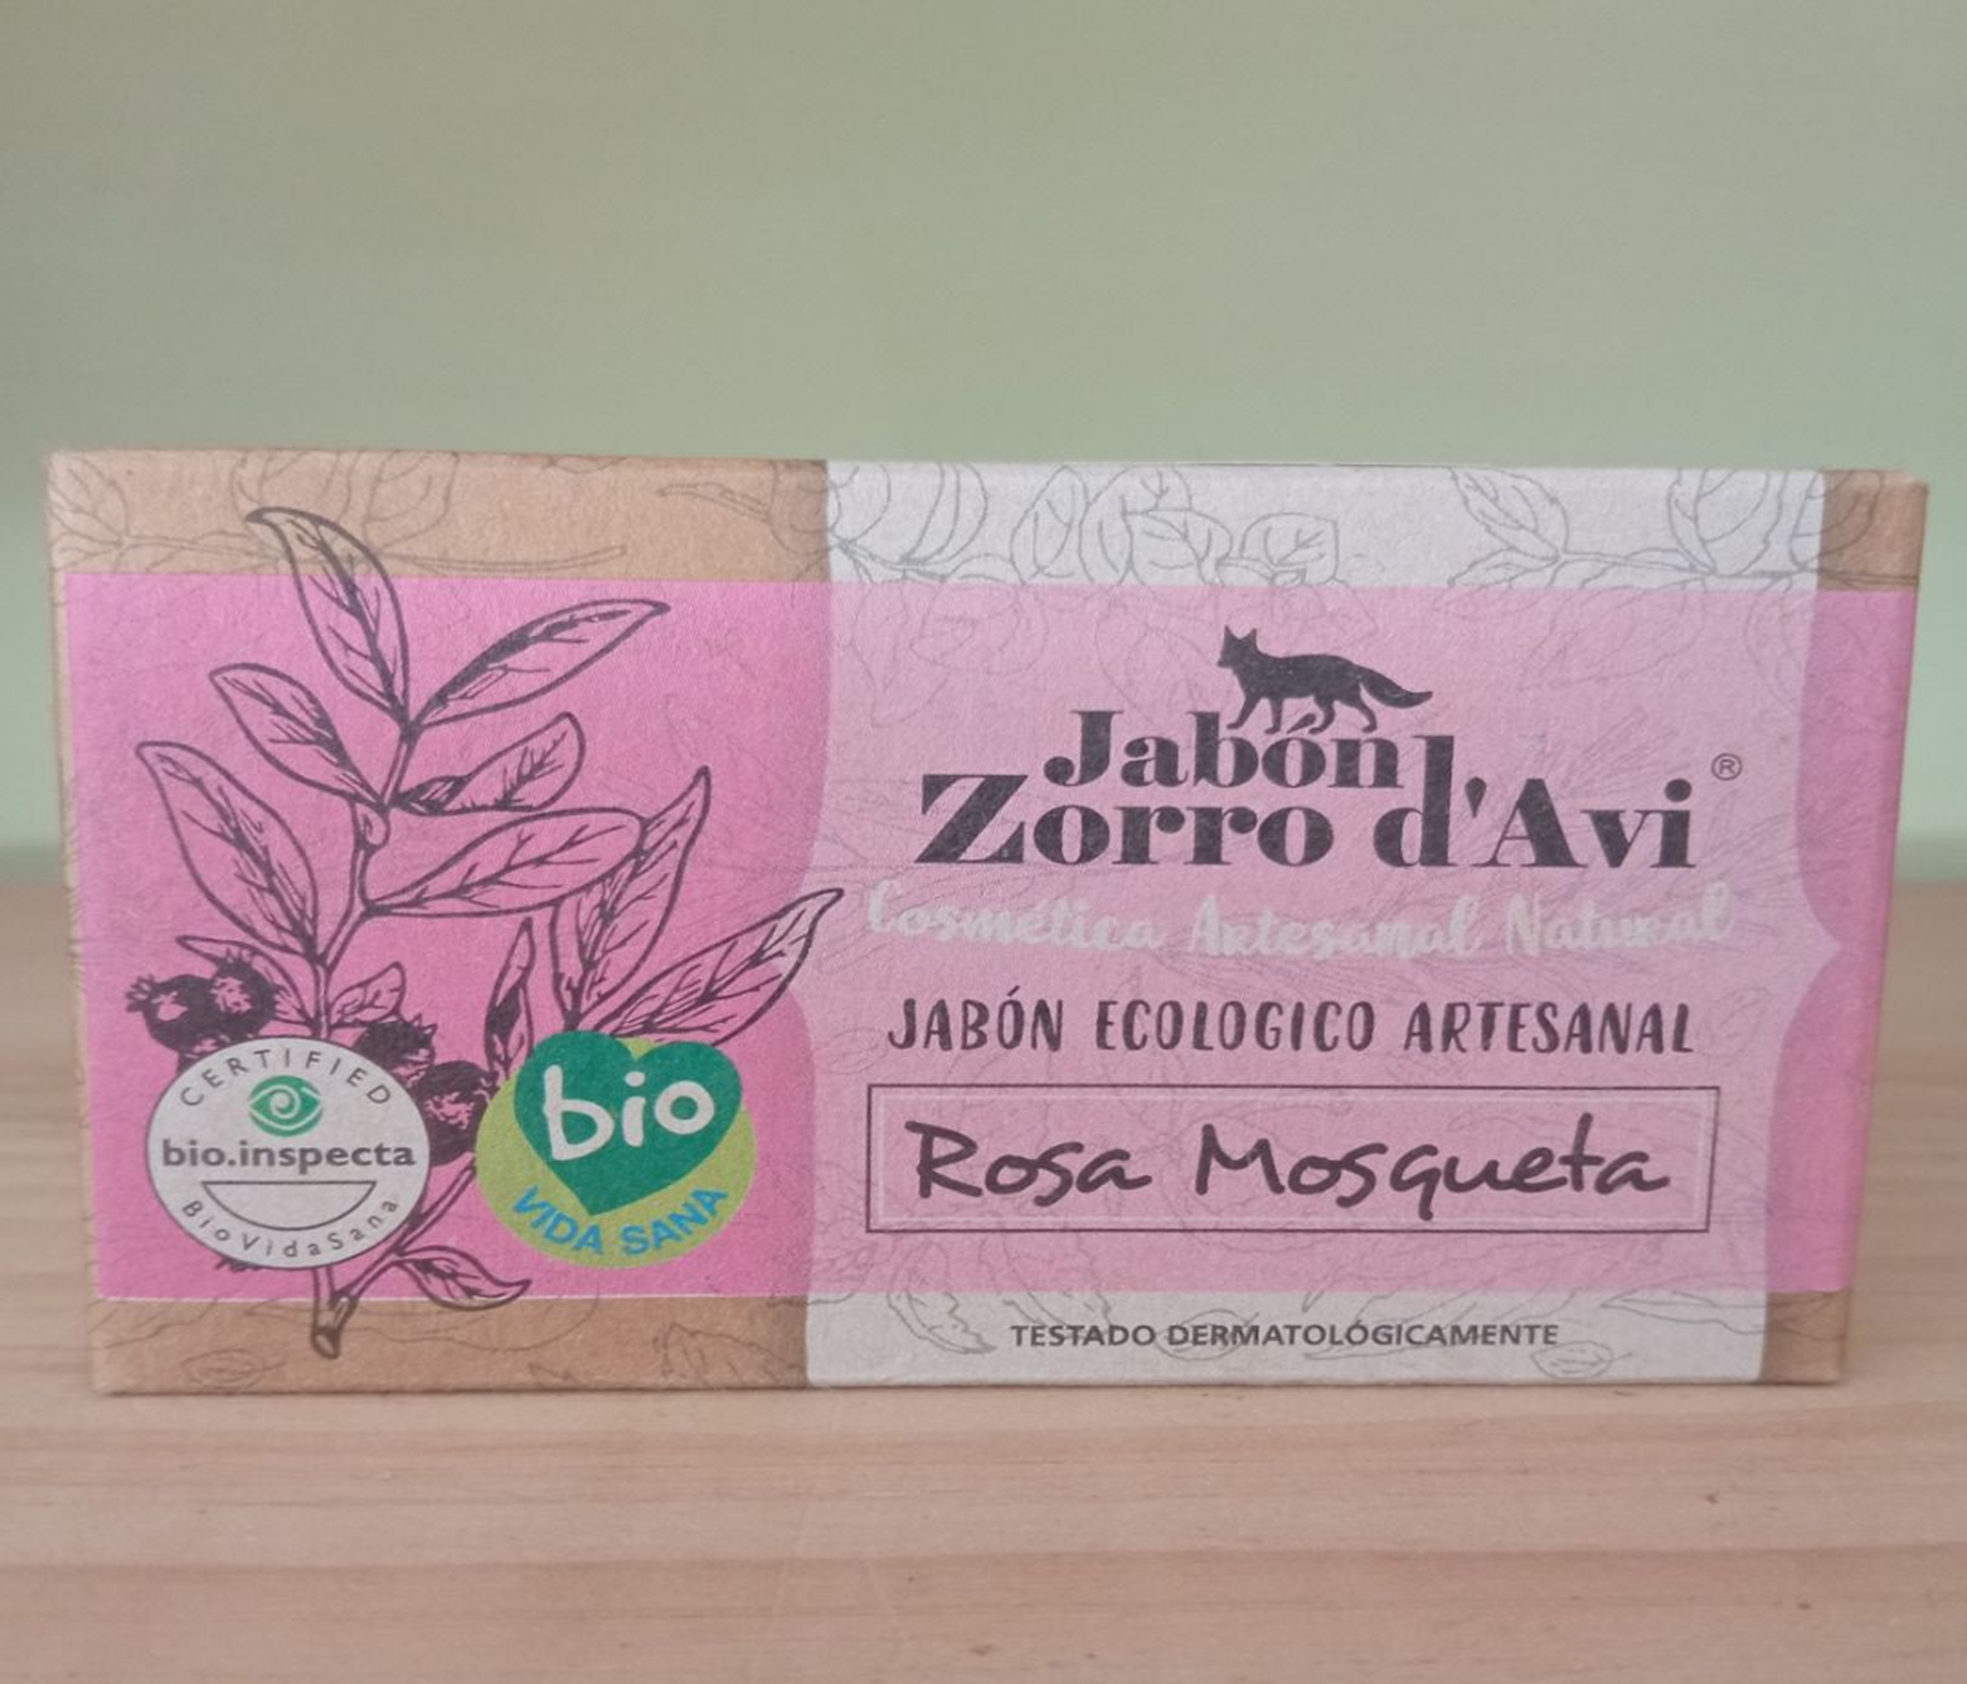 Jabón
Zorro d'Avi ®
Cosmética Artesanal Natural
JABÓN ECOLOGICO ARTESANAL
Rosa Mosqueta
TESTADO DERMATOLÓGICAMENTE
CERTIFIED
bio.inspecta
BioVidaSana
bio
VIDA SANA